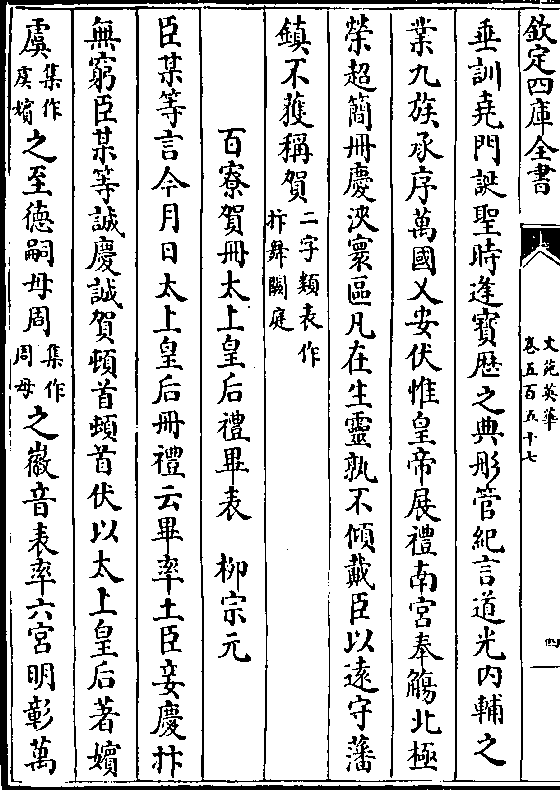 欽定四庫全書
文苑英華
卷五百五十七
四
垂訓堯門誕聖時逢寶歴之典彤管紀言道光内輔之
業九族承序萬國乂安伏惟皇帝展禮南宮奉觴北極
榮超簡冊慶浹寰區凡在生靈孰不傾戴臣以遠守藩
鎮不獲稱賀二字類表作抃舞闕庭
百寮賀冊太上皇后禮畢表　柳宗元
臣某等言今月日太上皇后冊禮云畢率土臣妾慶抃
無窮臣某等誠慶誠賀頓首頓首伏以太上皇后著嬪
虞集作虞嬪之至徳嗣母周集作周母之徽音表率六宮明彰萬